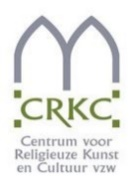 CRKC
Centrum voor
Religieuze Kunst
en Cultuur vzw